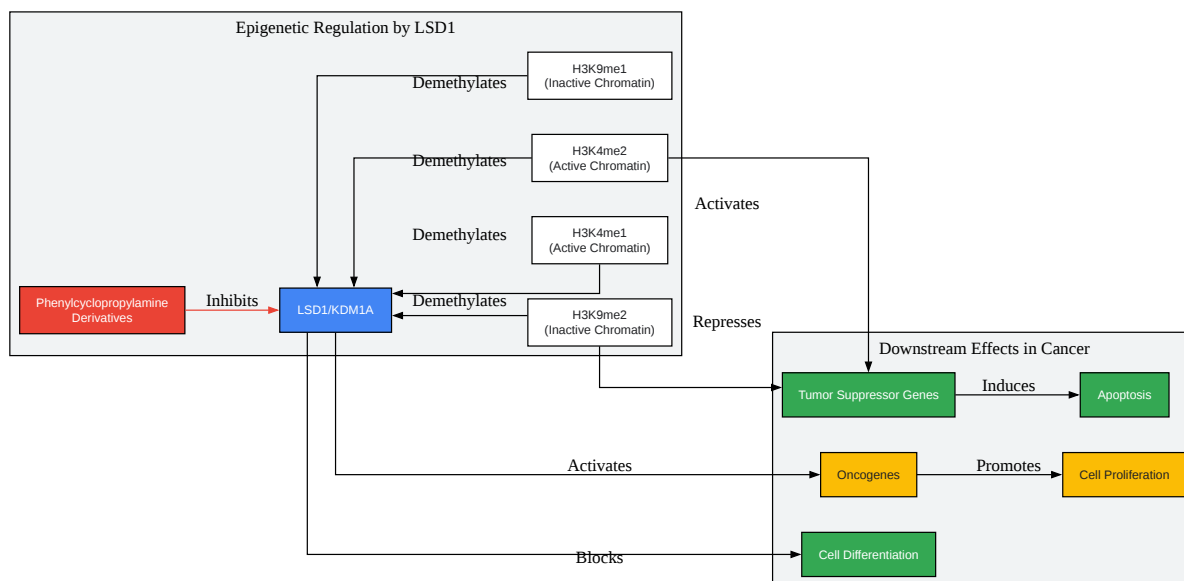 Epigenetic Regulation by LSD1
H3K9me1
(Inactive Chromatin)
Demethylates
H3K4me2
(Active Chromatin)
Demethylates
Activates
H3K4me1
(Active Chromatin)
Demethylates
Phenylcyclopropylamine
Derivatives
Inhibits
LSD1/KDM1A
Demethylates
H3K9me2
(Inactive Chromatin)
Represses
Downstream Effects in Cancer
Tumor Suppressor Genes
Induces
Apoptosis
Activates
Oncogenes
Promotes
Cell Proliferation
Blocks
Cell Differentiation